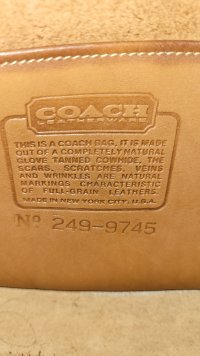 COACH
LEATHERWARE
THIS IS A COACH BAG, IT IS MADE
OUT OF A COMPLETELY NATURAL
GLOVE TANNED COWHIDE, THE
SCARS, SCRATCHES, VEINS
AND WRINKLES ARE NATURAL
MARKINGS CHARACTERISTIC
OF FULL-GRAIN LEATHERS.
MADE IN NEW YORK CITY, U.S.A.
Nº 249-9745